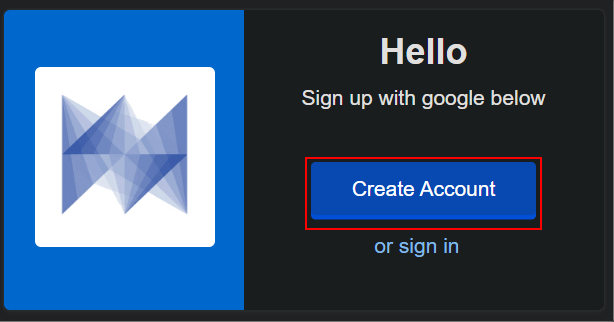 Hello
Sign up with google below
Create Account
or sign in